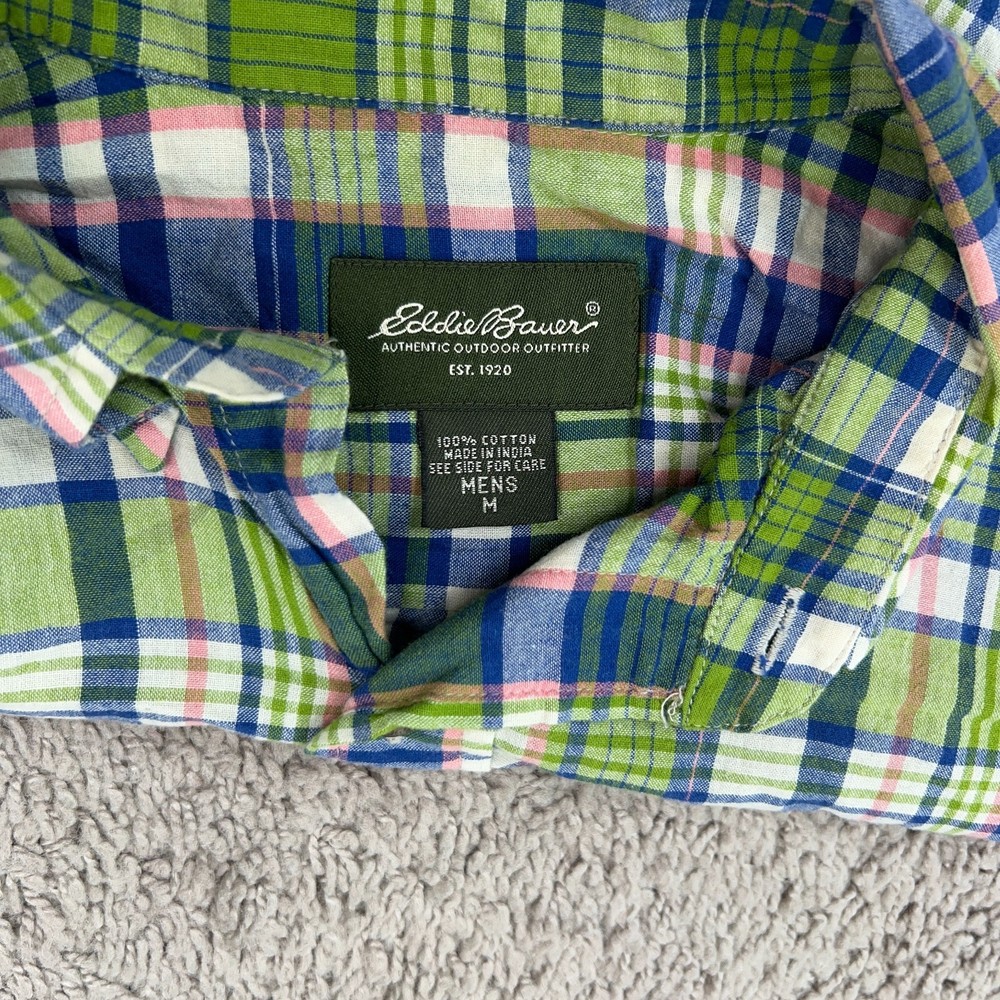 Eddie Bauer®
AUTHENTIC OUTDOOR OUTFITTER
EST. 1920
100% COTTON
MADE IN INDIA
SEE SIDE FOR CARE
MENS
M